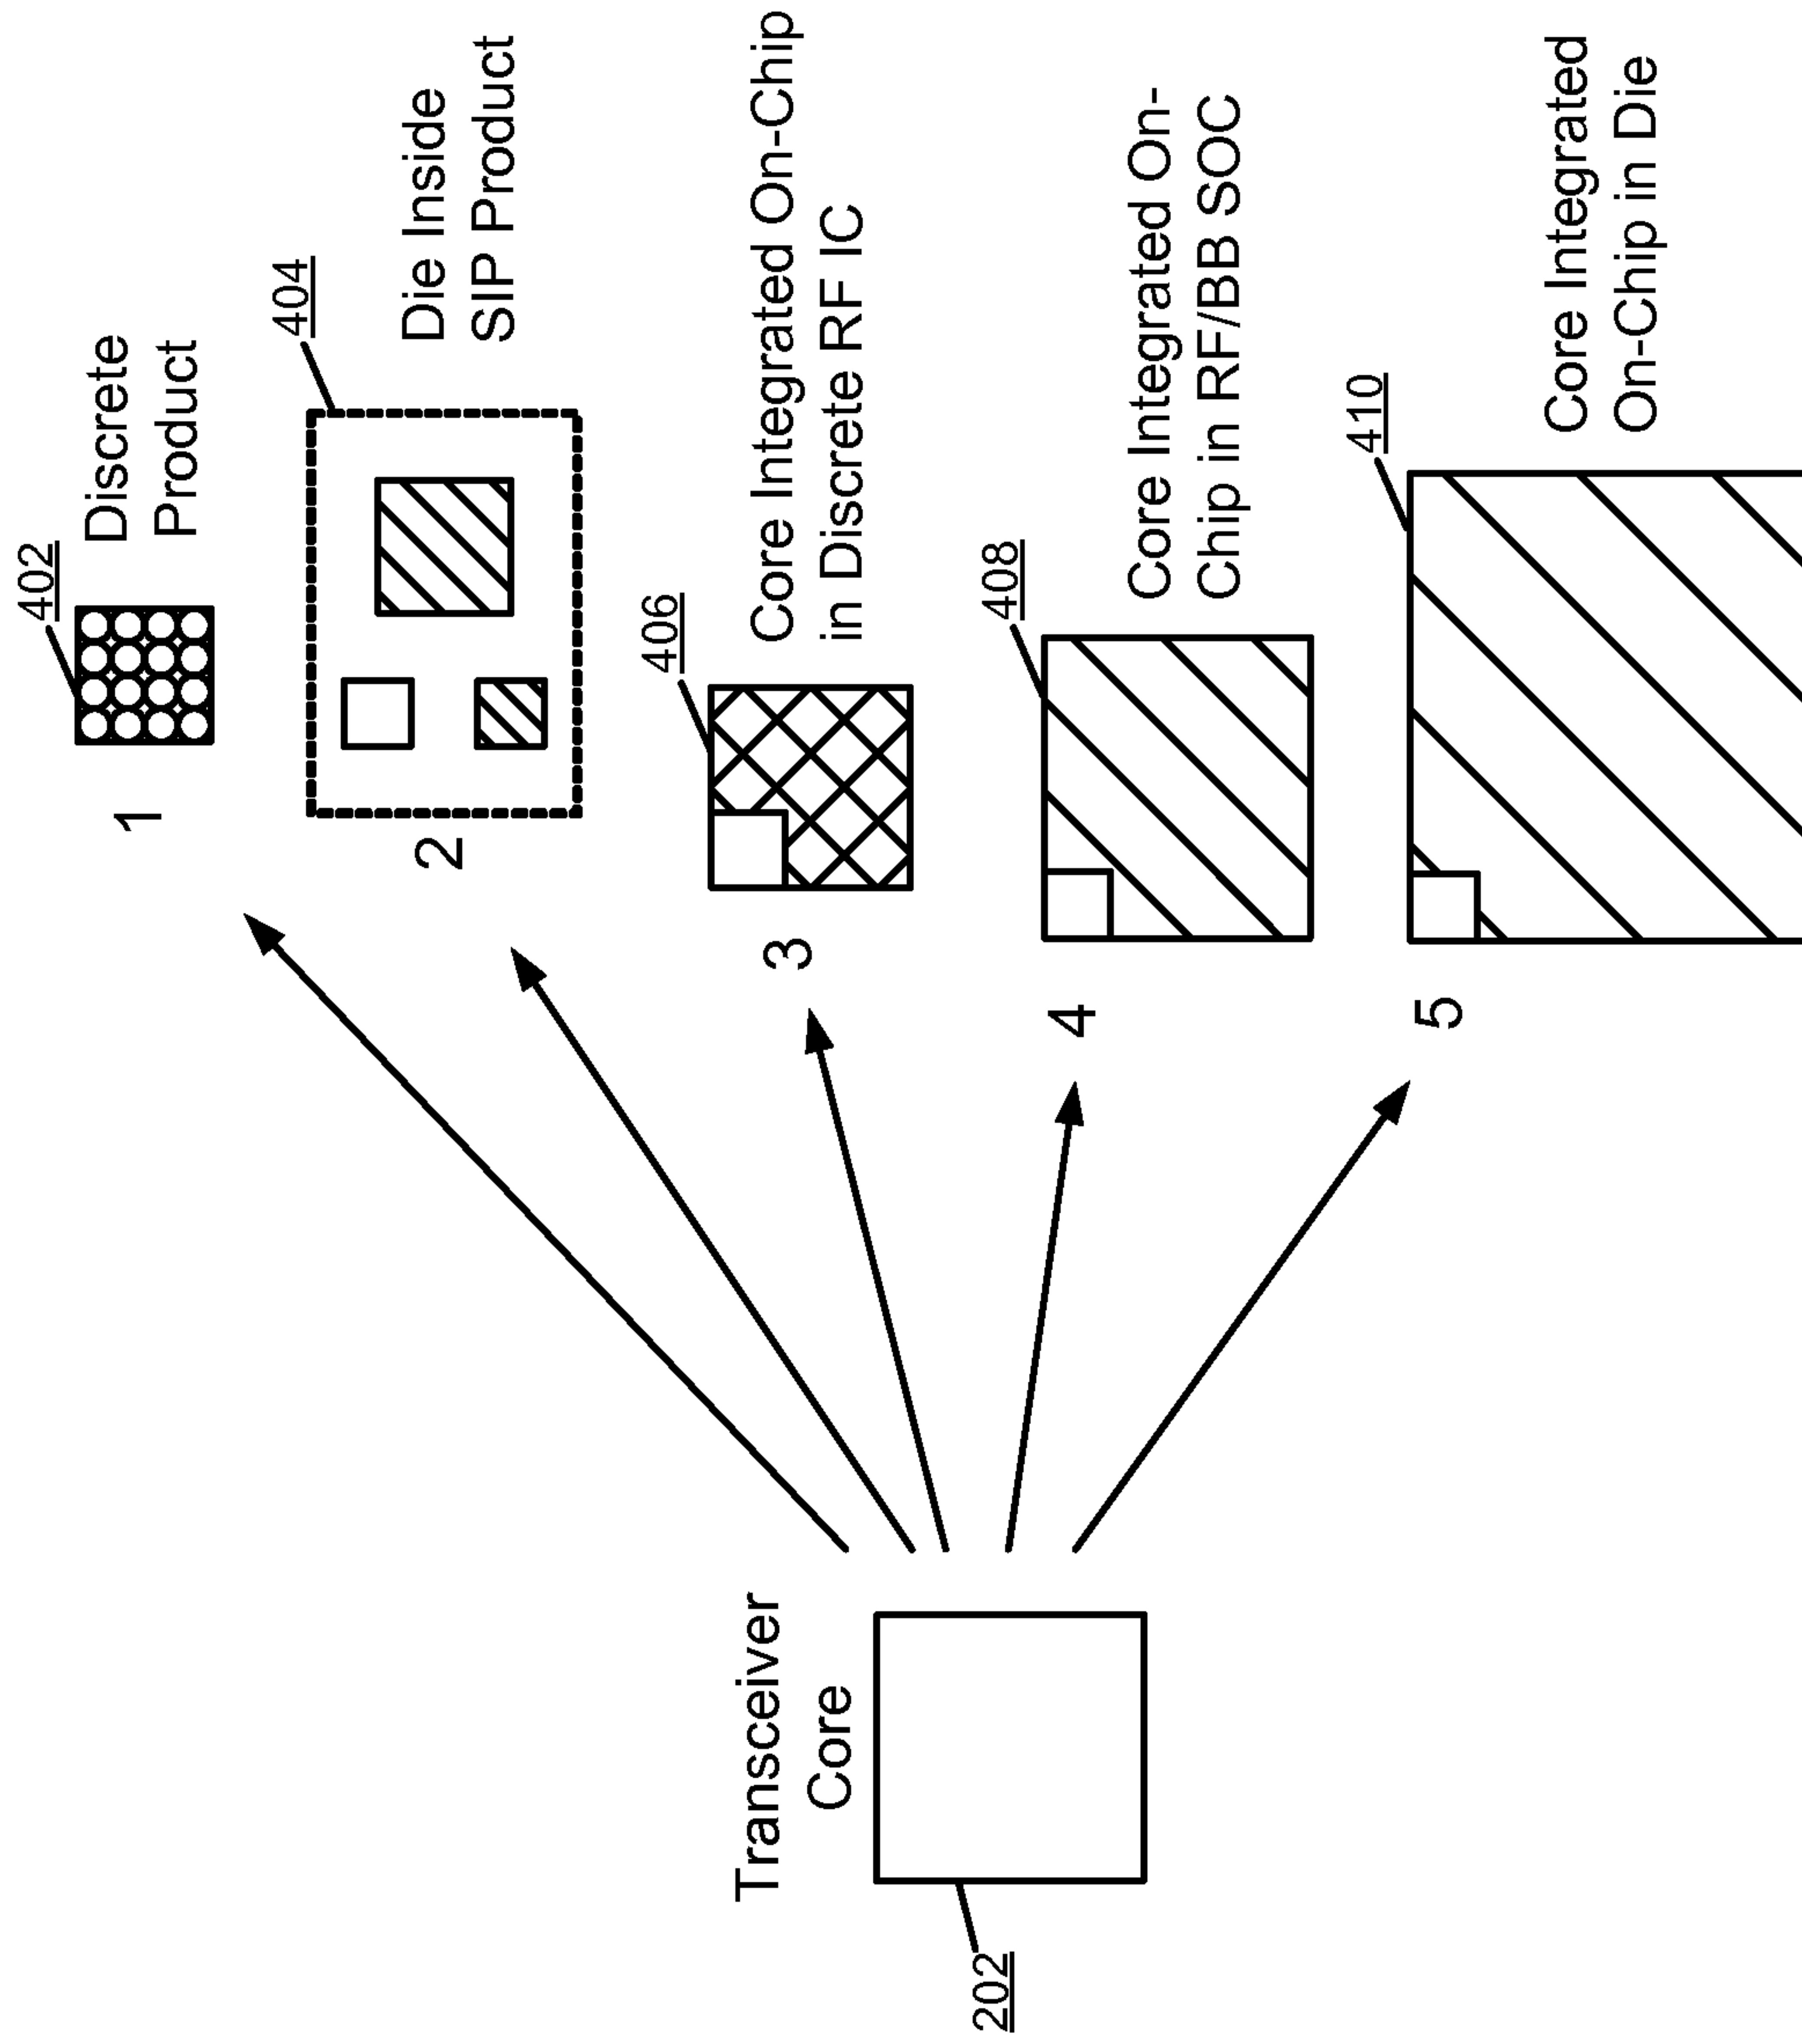 402
Discrete
Product
1
404
Die Inside
SIP Product
2
406
Core Integrated On-Chip
in Discrete RF IC
3
408
Core Integrated On-
Chip in RF/BB SOC
4
410
Core Integrated
On-Chip in Die
5
Transceiver
Core
202